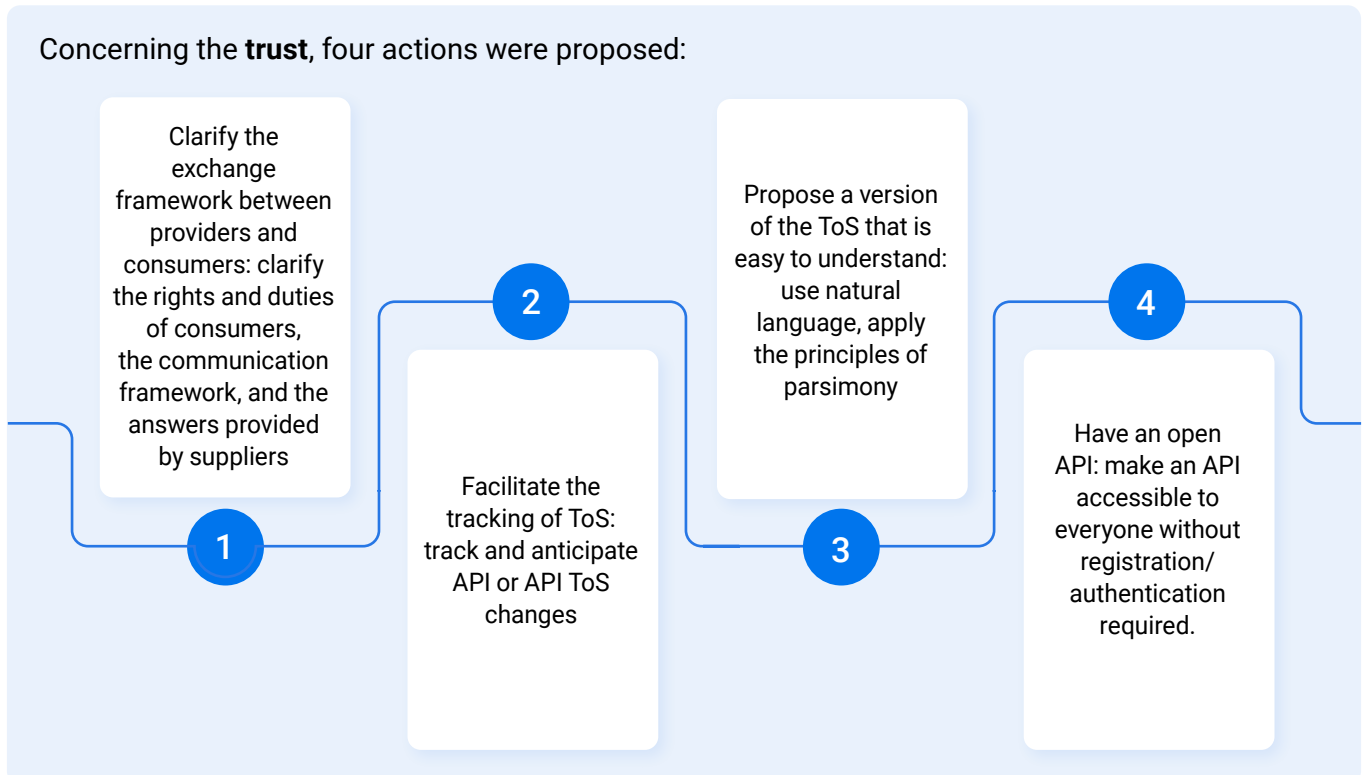 Concerning the trust, four actions were proposed:
Clarify the
exchange
framework between
providers and
consumers: clarify
the rights and duties
of consumers,
the communication
framework, and the
answers provided
by suppliers
1
2
Facilitate the
tracking of ToS:
track and anticipate
API or API ToS
changes
Propose a version
of the ToS that is
easy to understand:
use natural
language, apply
the principles of
parsimony
3
4
Have an open
API: make an API
accessible to
everyone without
registration/
authentication
required.